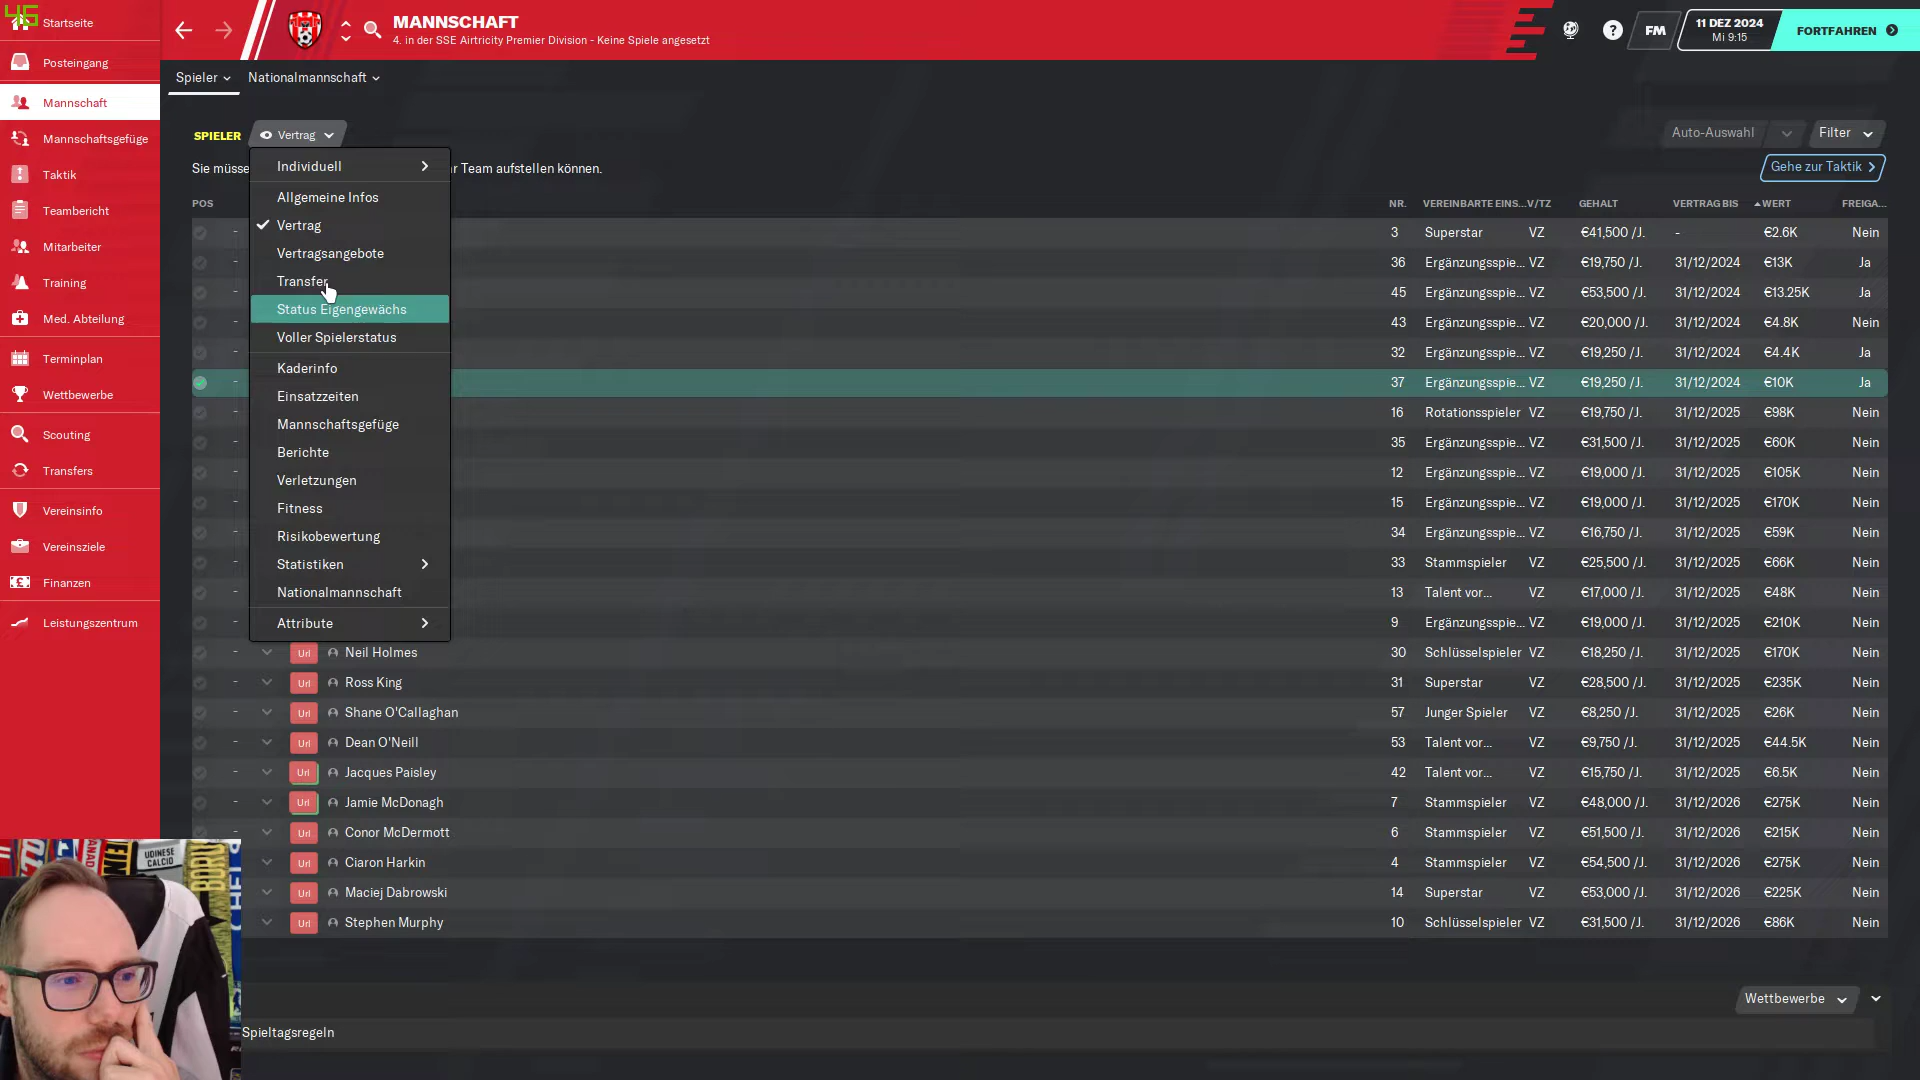 46
Startseite
MANNSCHAFT
4. in der SSE Airtricity Premier Division - Keine Spiele angesetzt
?
FM
11 DEZ 2024
Mi 9:15
FORTFAHREN
Posteingang
Mannschaft
Mannschaftsgefüge
Taktik
Teambericht
Mitarbeiter
Training
Med. Abteilung
Terminplan
Wettbewerbe
Scouting
Transfers
Vereinsinfo
Vereinsziele
Finanzen
Leistungszentrum
Spieler
Nationalmannschaft
SPIELER
Vertrag
Auto-Auswahl
Filter
Sie müsse
r Team aufstellen können.
Gehe zur Taktik
Individuell
Allgemeine Infos
Vertrag
Vertragsangebote
Transfer
Status Eigengewächs
Voller Spielerstatus
Kaderinfo
Einsatzzeiten
Mannschaftsgefüge
Berichte
Verletzungen
Fitness
Risikobewertung
Statistiken
Nationalmannschaft
Attribute
POS NR. VEREINBARTE EINS... V/TZ GEHALT VERTRAG BIS WERT FREIGA...
- 3 Superstar VZ €41,500 /J. - €2.6K Nein
- 36 Ergänzungsspie... VZ €19,750 /J. 31/12/2024 €13K Ja
- 45 Ergänzungsspie... VZ €53,500 /J. 31/12/2024 €13.25K Ja
- 43 Ergänzungsspie... VZ €20,000 /J. 31/12/2024 €4.8K Nein
- 32 Ergänzungsspie... VZ €19,250 /J. 31/12/2024 €4.4K Ja
- 37 Ergänzungsspie... VZ €19,250 /J. 31/12/2024 €10K Ja
- 16 Rotationsspieler VZ €19,750 /J. 31/12/2025 €98K Nein
- 35 Ergänzungsspie... VZ €31,500 /J. 31/12/2025 €60K Nein
- 12 Ergänzungsspie... VZ €19,000 /J. 31/12/2025 €105K Nein
- 15 Ergänzungsspie... VZ €19,000 /J. 31/12/2025 €170K Nein
- 34 Ergänzungsspie... VZ €16,750 /J. 31/12/2025 €59K Nein
- 33 Stammspieler VZ €25,500 /J. 31/12/2025 €66K Nein
- 13 Talent vor... VZ €17,000 /J. 31/12/2025 €48K Nein
- 9 Ergänzungsspie... VZ €19,000 /J. 31/12/2025 €210K Nein
- Url Neil Holmes 30 Schlüsselspieler VZ €18,250 /J. 31/12/2025 €170K Nein
- Url Ross King 31 Superstar VZ €28,500 /J. 31/12/2025 €235K Nein
- Url Shane O'Callaghan 57 Junger Spieler VZ €8,250 /J. 31/12/2025 €26K Nein
- Url Dean O'Neill 53 Talent vor... VZ €9,750 /J. 31/12/2025 €44.5K Nein
- Url Jacques Paisley 42 Talent vor... VZ €15,750 /J. 31/12/2025 €6.5K Nein
- Url Jamie McDonagh 7 Stammspieler VZ €48,000 /J. 31/12/2026 €275K Nein
- Url Conor McDermott 6 Stammspieler VZ €51,500 /J. 31/12/2026 €215K Nein
- Url Ciaron Harkin 4 Stammspieler VZ €54,500 /J. 31/12/2026 €275K Nein
- Url Maciej Dabrowski 14 Superstar VZ €53,000 /J. 31/12/2026 €225K Nein
- Url Stephen Murphy 10 Schlüsselspieler VZ €31,500 /J. 31/12/2026 €86K Nein
Wettbewerbe
Spieltagsregeln
UDINESE
CALCIO